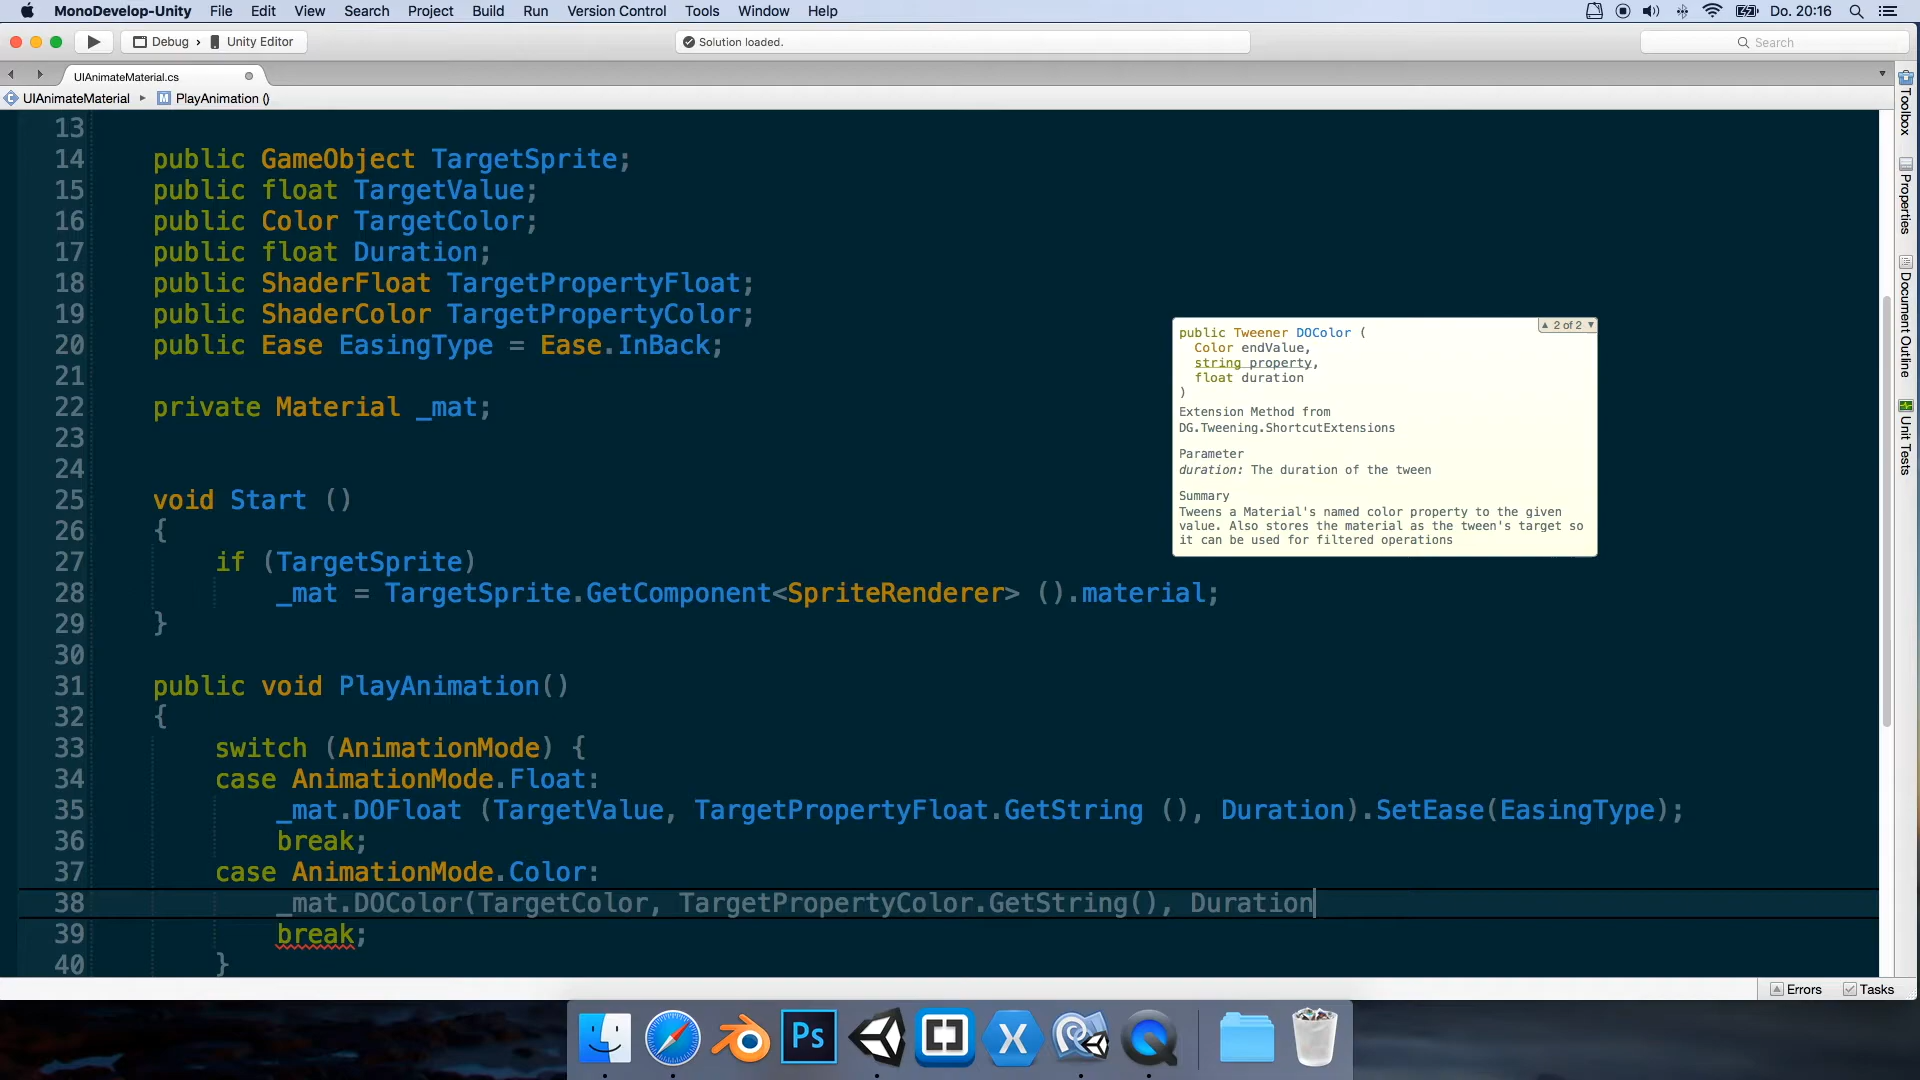 MonoDevelop-Unity File Edit View Search Project Build Run Version Control Tools Window Help Do. 20:16
Debug › Unity Editor Solution loaded. Search
UIAnimateMaterial.cs
UIAnimateMaterial ▸ M PlayAnimation ()
13
14 public GameObject TargetSprite;
15 public float TargetValue;
16 public Color TargetColor;
17 public float Duration;
18 public ShaderFloat TargetPropertyFloat;
19 public ShaderColor TargetPropertyColor;
20 public Ease EasingType = Ease.InBack;
21
22 private Material _mat;
23
24
25 void Start ()
26 {
27 if (TargetSprite)
28 _mat = TargetSprite.GetComponent<SpriteRenderer> ().material;
29 }
30
31 public void PlayAnimation()
32 {
33 switch (AnimationMode) {
34 case AnimationMode.Float:
35 _mat.DOFloat (TargetValue, TargetPropertyFloat.GetString (), Duration).SetEase(EasingType);
36 break;
37 case AnimationMode.Color:
38 _mat.DOColor(TargetColor, TargetPropertyColor.GetString(), Duration
39 break;
40 }
▲ 2 of 2 ▼
public Tweener DOColor (
Color endValue,
string property,
float duration
)
Extension Method from
DG.Tweening.ShortcutExtensions
Parameter
duration: The duration of the tween
Summary
Tweens a Material's named color property to the given
value. Also stores the material as the tween's target so
it can be used for filtered operations
Toolbox
Properties
Document Outline
Unit Tests
Errors Tasks
Ps
X